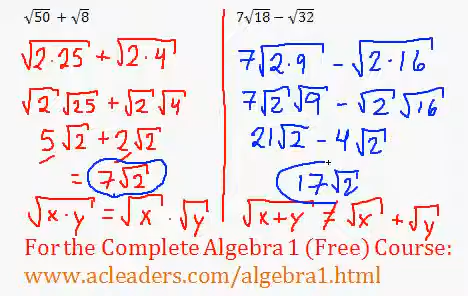 √50 + √8
√2·25 + √2·4
√2 √25 + √2 √4
5√2 + 2√2
= 7√2
√x·y = √x · √y
7√18 − √32
7√2·9 − √2·16
7√2 √9 − √2 √16
21√2 − 4√2
17√2
√x+y ≠ √x + √y
For the Complete Algebra 1 (Free) Course:
www.acleaders.com/algebra1.html